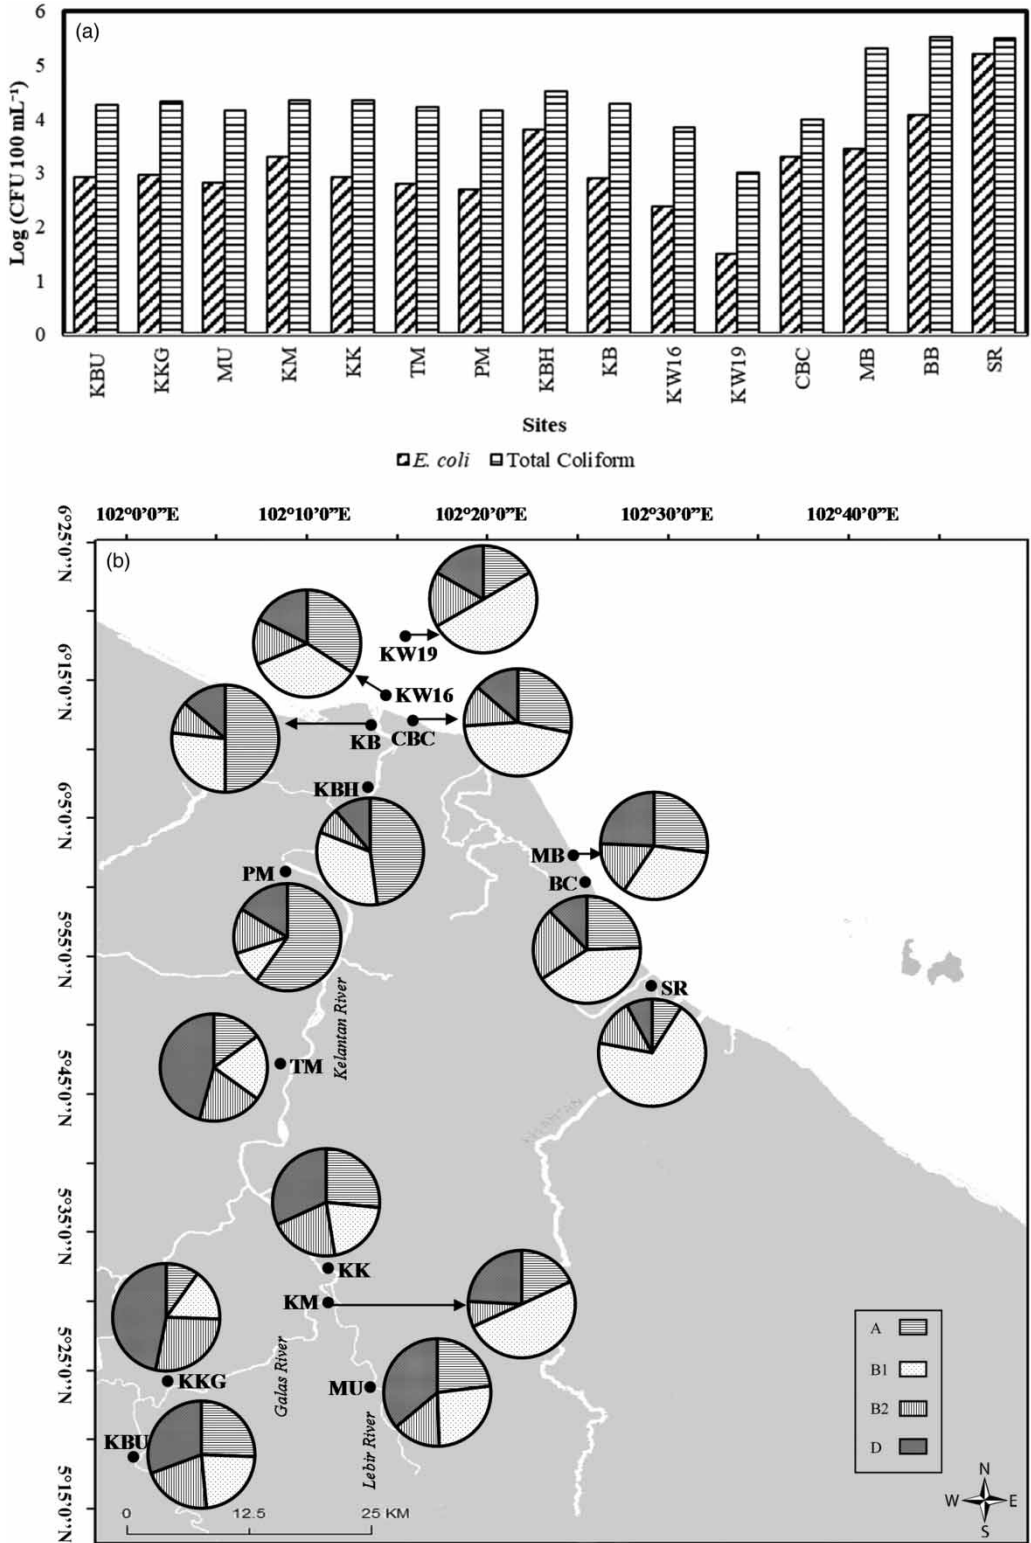 (a)
6
5
4
3
2
1
0
Log (CFU 100 mL⁻¹)
KBU KKG MU KM KK TM PM KBH KB KW16 KW19 CBC MB BB SR
Sites
E. coli Total Coliform
102°0'0"E 102°10'0"E 102°20'0"E 102°30'0"E 102°40'0"E
6°25'0"N
(b)
KW19
6°15'0"N
KW16
KB CBC
KBH
6°5'0"N
MB
PM
BC
5°55'0"N
SR
Kelantan River
TM
5°45'0"N
5°35'0"N
KK
KM
A
B1
5°25'0"N
Galas River
KKG
MU
B2
D
KBU
Lebir River
5°15'0"N
0 12.5 25 KM
N
W E
S